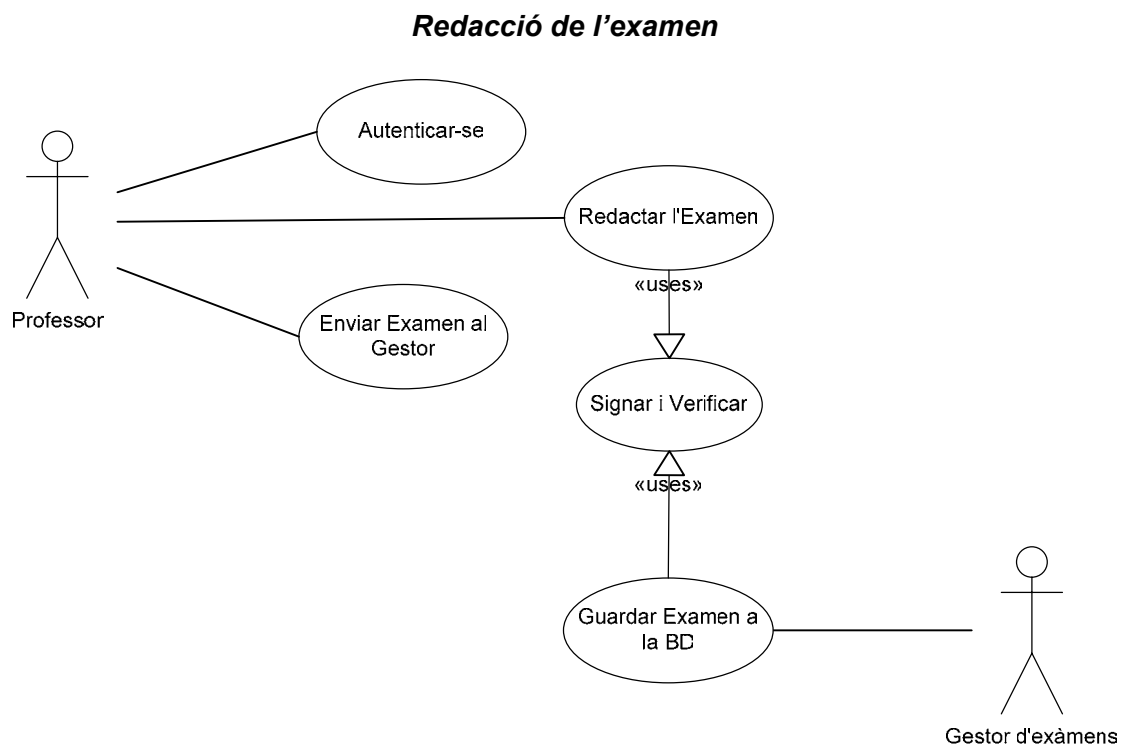 Redacció de l’examen
Autenticar-se
Redactar l'Examen
«uses»
Professor
Enviar Examen al
Gestor
Signar i Verificar
«uses»
Guardar Examen a
la BD
Gestor d'exàmens